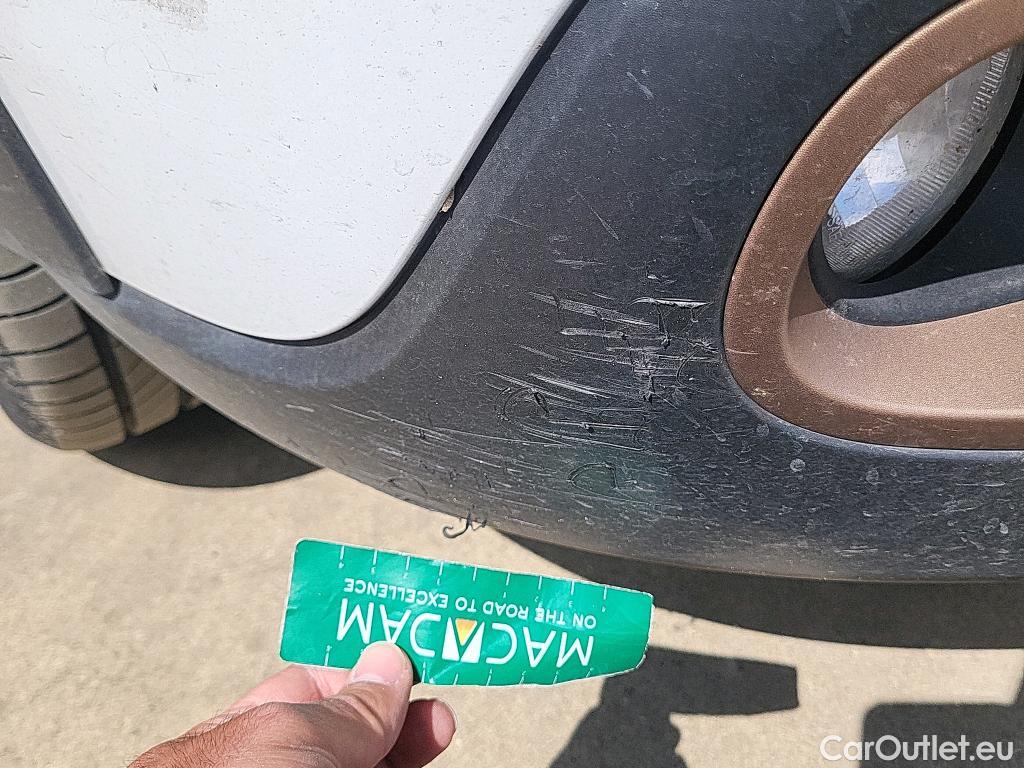 MACADAM
ON THE ROAD TO EXCELLENCE
CarOutlet.eu